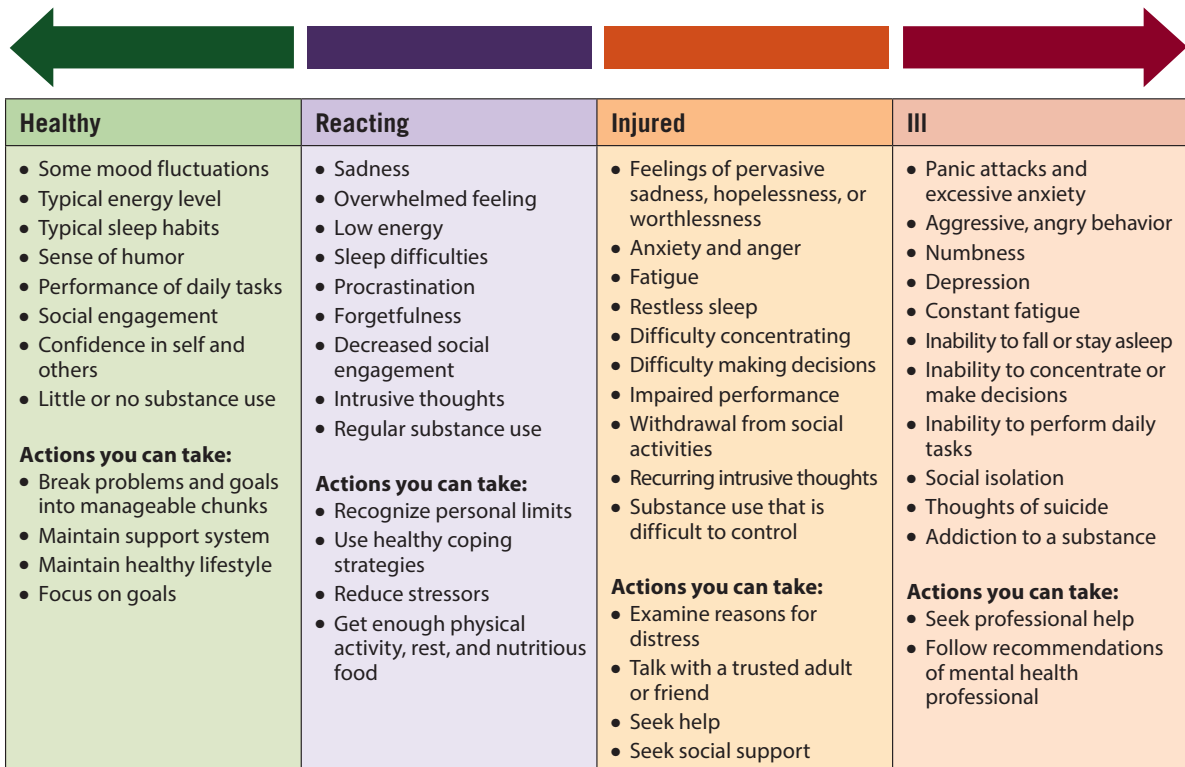 Healthy
• Some mood fluctuations
• Typical energy level
• Typical sleep habits
• Sense of humor
• Performance of daily tasks
• Social engagement
• Confidence in self and
others
• Little or no substance use
Actions you can take:
• Break problems and goals
into manageable chunks
• Maintain support system
• Maintain healthy lifestyle
• Focus on goals
Reacting
• Sadness
• Overwhelmed feeling
• Low energy
• Sleep difficulties
• Procrastination
• Forgetfulness
• Decreased social
engagement
• Intrusive thoughts
• Regular substance use
Actions you can take:
• Recognize personal limits
• Use healthy coping
strategies
• Reduce stressors
• Get enough physical
activity, rest, and nutritious
food
Injured
• Feelings of pervasive
sadness, hopelessness, or
worthlessness
• Anxiety and anger
• Fatigue
• Restless sleep
• Difficulty concentrating
• Difficulty making decisions
• Impaired performance
• Withdrawal from social
activities
• Recurring intrusive thoughts
• Substance use that is
difficult to control
Actions you can take:
• Examine reasons for
distress
• Talk with a trusted adult
or friend
• Seek help
• Seek social support
Ill
• Panic attacks and
excessive anxiety
• Aggressive, angry behavior
• Numbness
• Depression
• Constant fatigue
• Inability to fall or stay asleep
• Inability to concentrate or
make decisions
• Inability to perform daily
tasks
• Social isolation
• Thoughts of suicide
• Addiction to a substance
Actions you can take:
• Seek professional help
• Follow recommendations
of mental health
professional